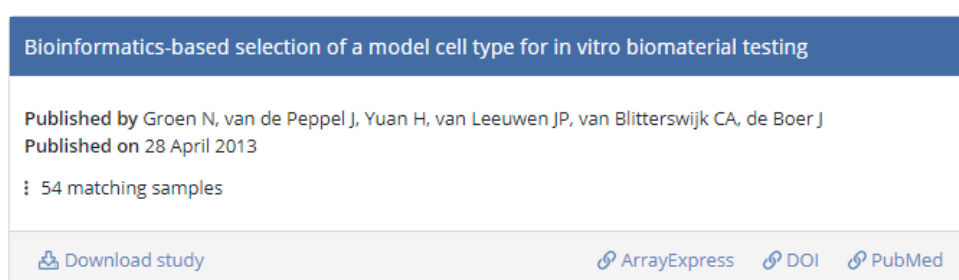 Bioinformatics-based selection of a model cell type for in vitro biomaterial testing
Published by Groen N, van de Peppel J, Yuan H, van Leeuwen JP, van Blitterswijk CA, de Boer J
Published on 28 April 2013
54 matching samples
Download study ArrayExpress DOI PubMed